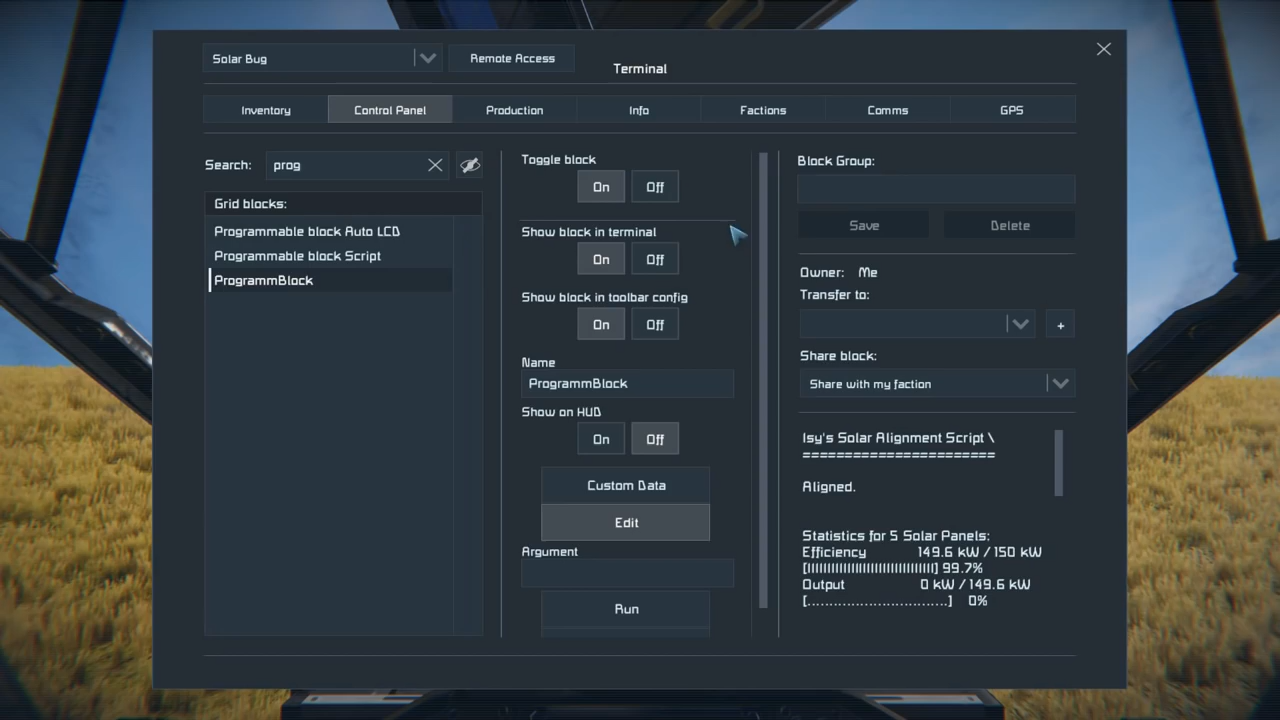 Solar Bug
Remote Access
Terminal
Inventory
Control Panel
Production
Info
Factions
Comms
GPS
Search:
prog
Grid blocks:
Programmable block Auto LCD
Programmable block Script
ProgrammBlock
Toggle block
On
Off
Show block in terminal
On
Off
Show block in toolbar config
On
Off
Name
ProgrammBlock
Show on HUD
On
Off
Custom Data
Edit
Argument
Run
Block Group:
Save
Delete
Owner: Me
Transfer to:
+
Share block:
Share with my faction
Isy's Solar Alignment Script \
=======================
Aligned.
Statistics for 5 Solar Panels:
Efficiency 149.6 kW / 150 kW
[||||||||||||||||||||||||||||||||] 99.7%
Output 0 kW / 149.6 kW
[................................] 0%